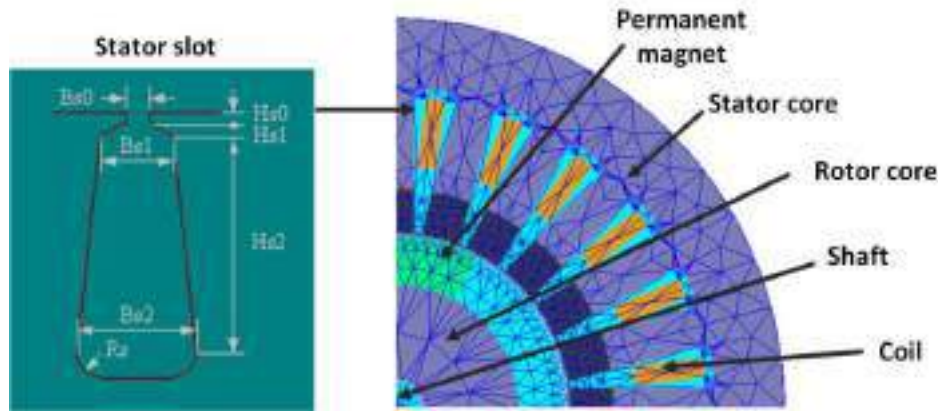 Stator slot
Bs0
Hs0
Hs1
Bs1
Hs2
Bs2
Rs
Permanent
magnet
Stator core
Rotor core
Shaft
Coil